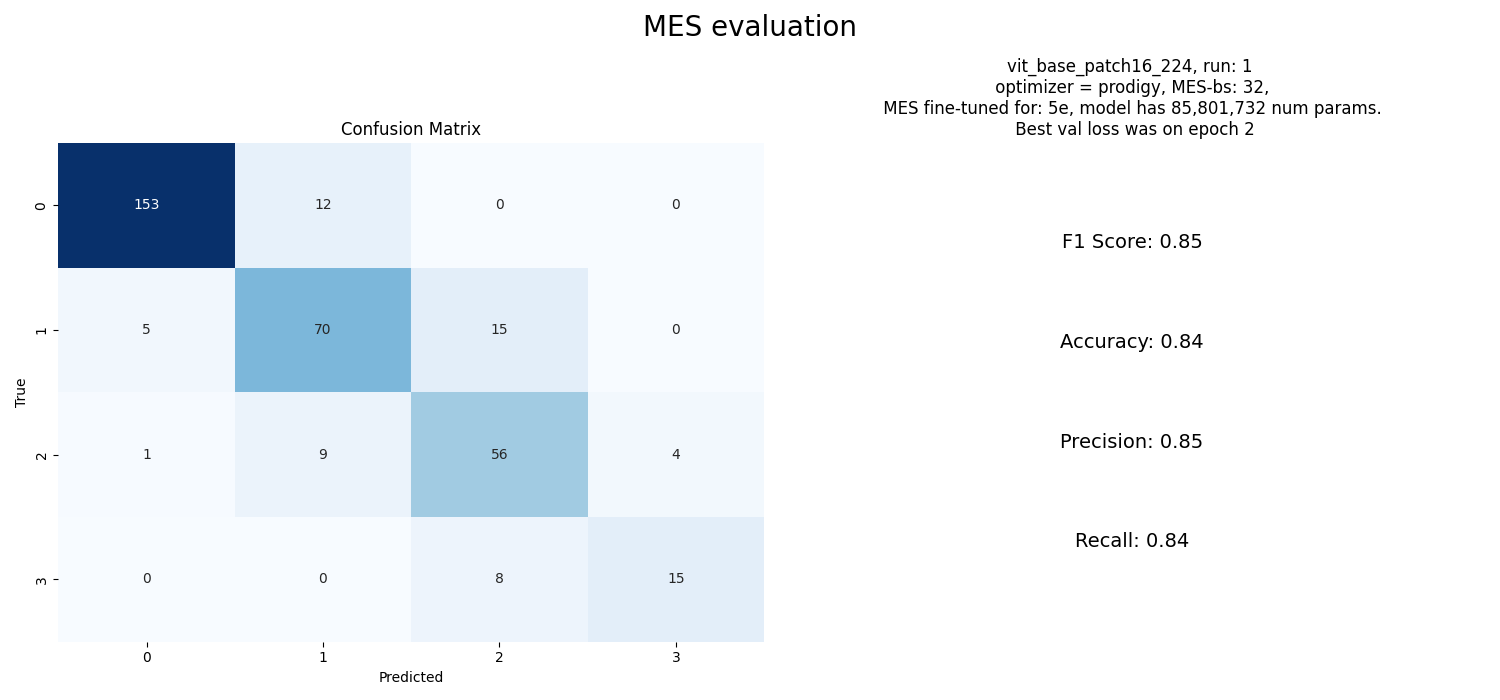 MES evaluation
vit_base_patch16_224, run: 1
optimizer = prodigy, MES-bs: 32,
MES fine-tuned for: 5e, model has 85,801,732 num params.
Best val loss was on epoch 2
Confusion Matrix
0 153 12 0 0
1 5 70 15 0
2 1 9 56 4
3 0 0 8 15
0 1 2 3
True
Predicted
F1 Score: 0.85
Accuracy: 0.84
Precision: 0.85
Recall: 0.84